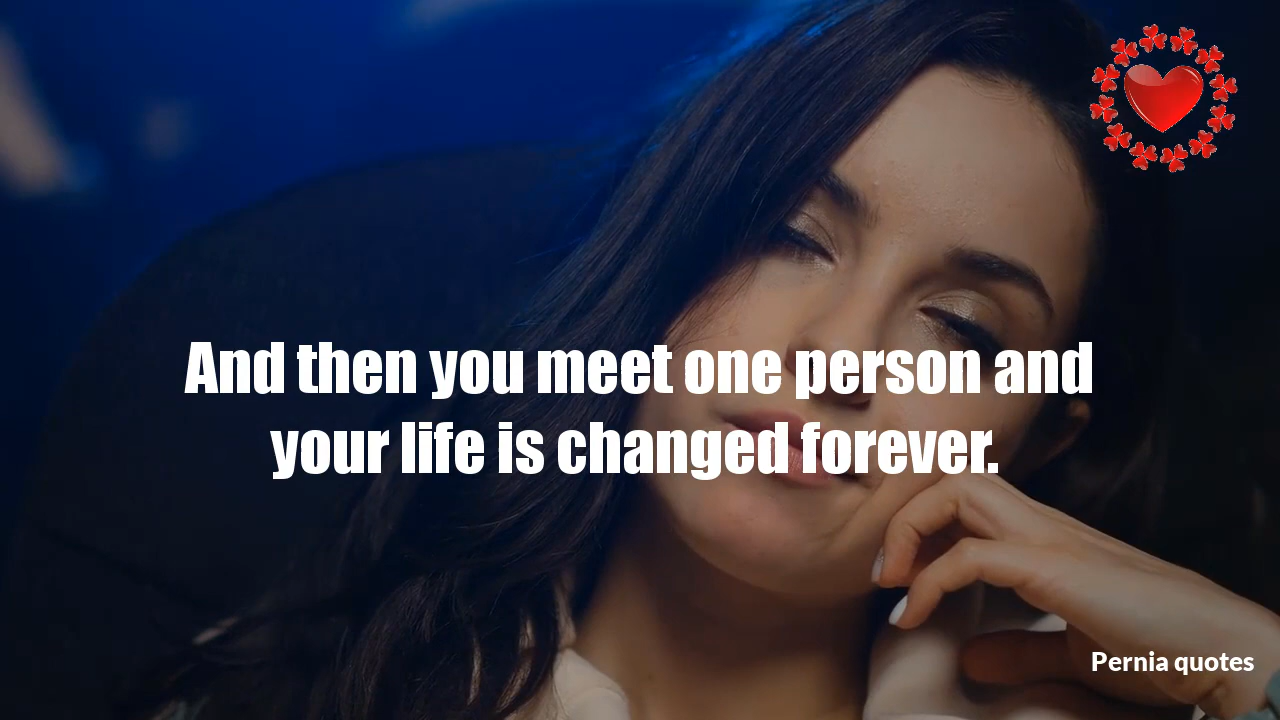 And then you meet one person and
your life is changed forever.
Pernia quotes